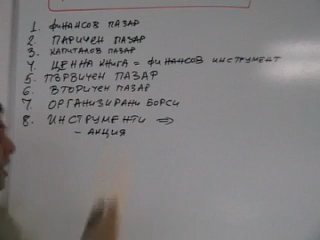 1. ФИНАНСОВ ПАЗАР
2. ПАРИЧЕН ПАЗАР
3. КАПИТАЛОВ ПАЗАР
4. ЦЕННА КНИГА = ФИНАНСОВ ИНСТРУМЕНТ
5. ПЪРВИЧЕН ПАЗАР
6. ВТОРИЧЕН ПАЗАР
7. ОРГАНИЗИРАНИ БОРСИ
8. ИНСТРУМЕНТИ ⇒
- АКЦИЯ